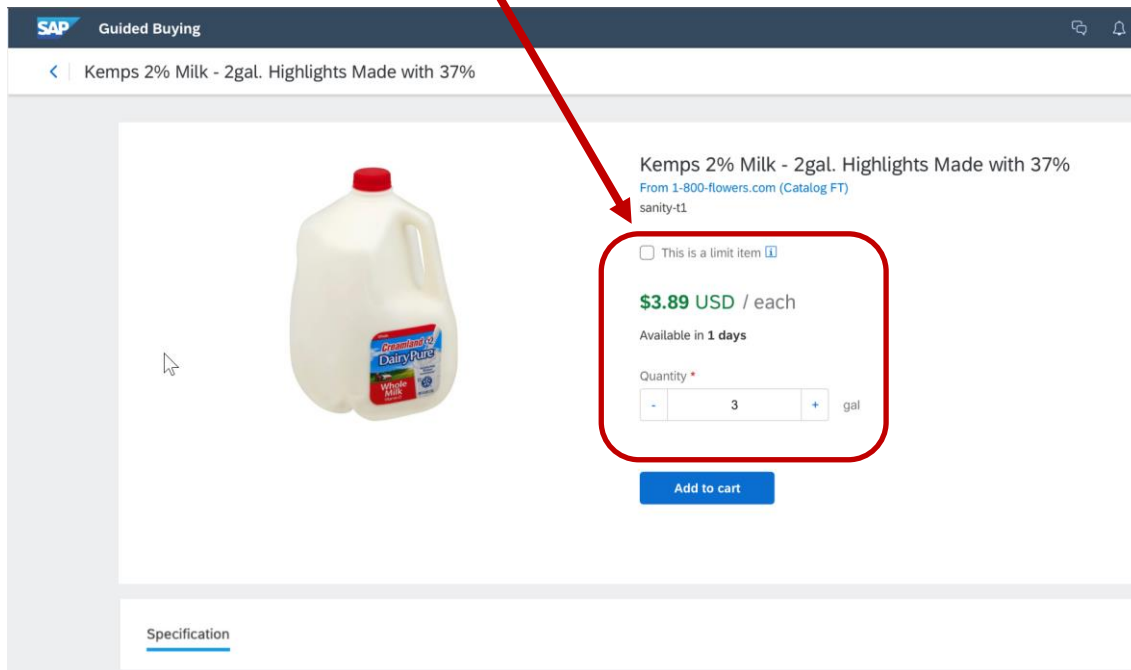 SAP Guided Buying
Kemps 2% Milk - 2gal. Highlights Made with 37%
Kemps 2% Milk - 2gal. Highlights Made with 37%
From 1-800-flowers.com (Catalog FT)
sanity-t1
This is a limit item
$3.89 USD / each
Available in 1 days
Quantity *
- 3 + gal
Add to cart
Creamland
DairyPure
Whole
Milk
Specification